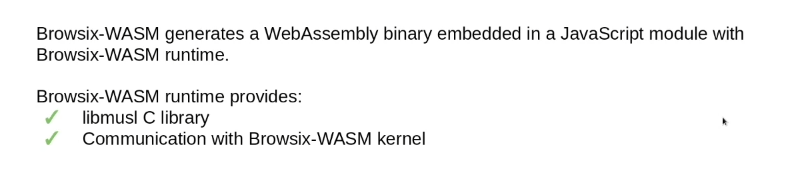 Browsix-WASM generates a WebAssembly binary embedded in a JavaScript module with
Browsix-WASM runtime.
Browsix-WASM runtime provides:
✓ libmusl C library
✓ Communication with Browsix-WASM kernel